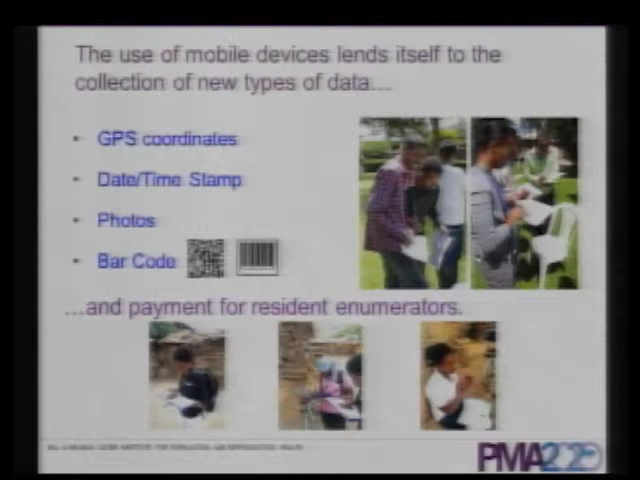 The use of mobile devices lends itself to the
collection of new types of data...
• GPS coordinates
• Date/Time Stamp
• Photos
• Bar Code
...and payment for resident enumerators.
PMA2020